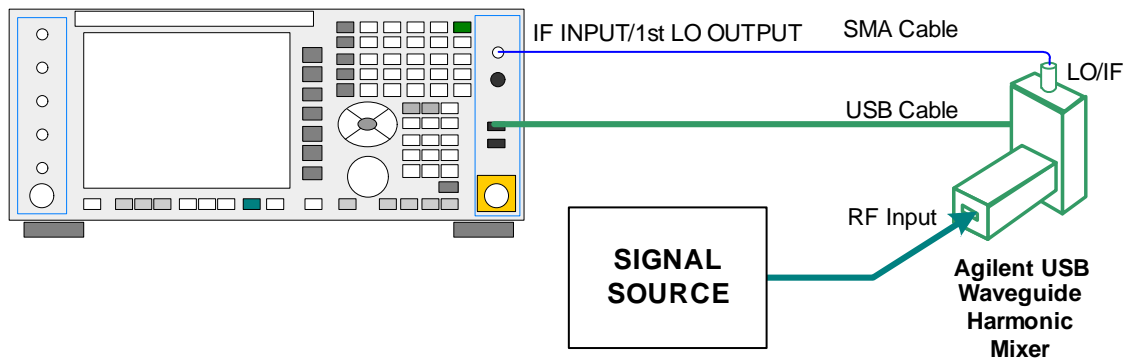 IF INPUT/1st LO OUTPUT
SMA Cable
LO/IF
USB Cable
RF Input
SIGNAL
SOURCE
Agilent USB
Waveguide
Harmonic
Mixer